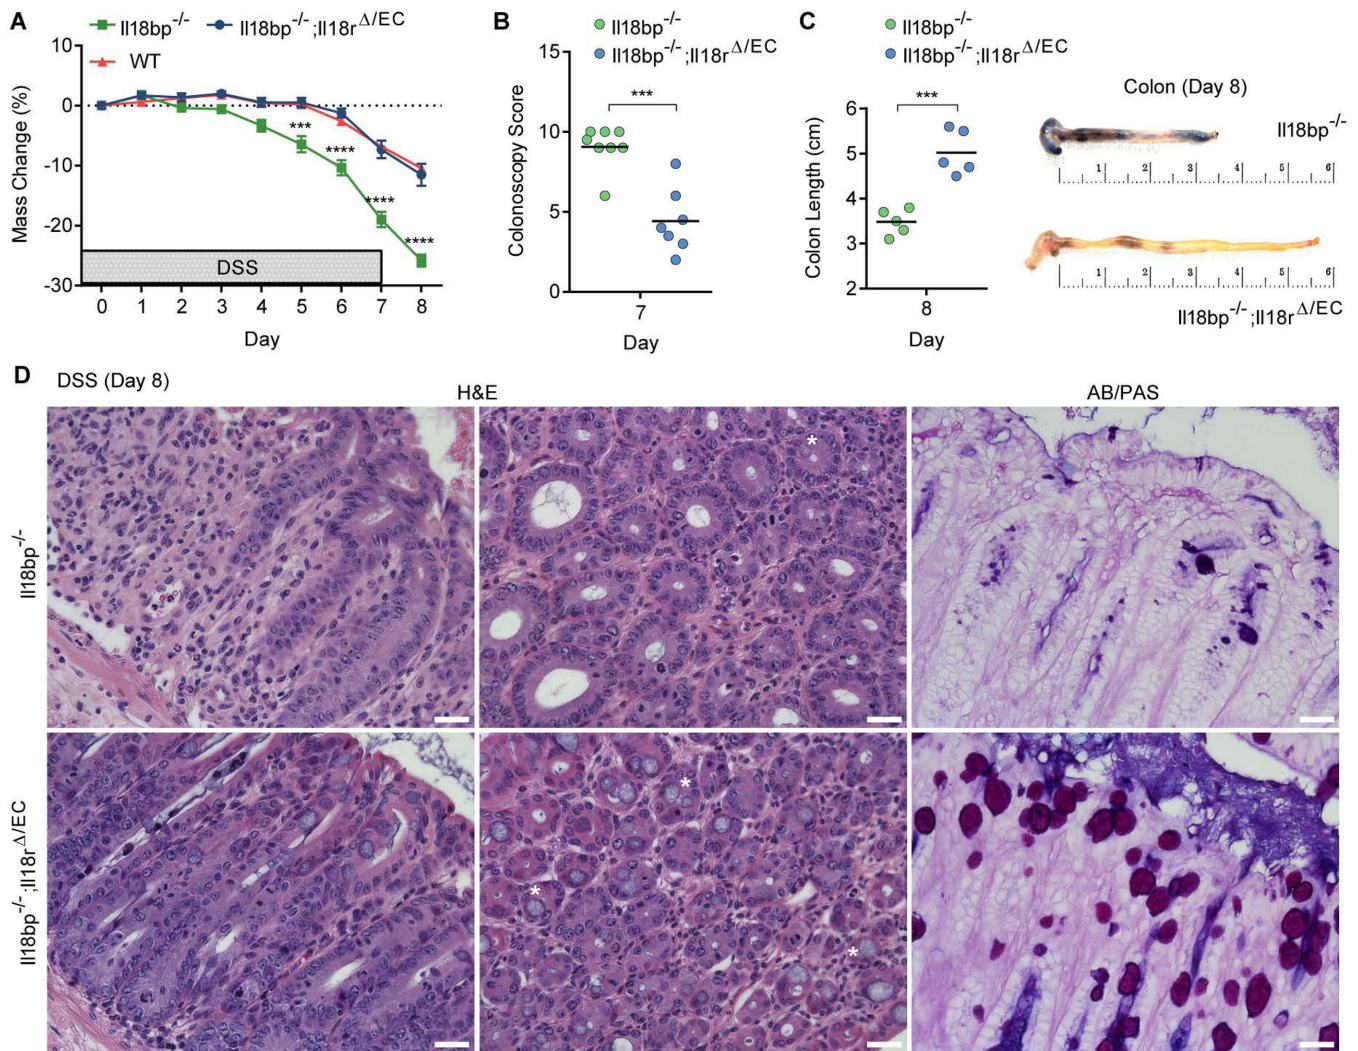 A
Il18bp-/-
Il18bp-/-;Il18rΔ/EC
WT
10
0
-10
-20
-30
Mass Change (%)
***
****
****
****
DSS
0 1 2 3 4 5 6 7 8
Day
B
Il18bp-/-
Il18bp-/-;Il18rΔ/EC
15
10
5
0
Colonoscopy Score
***
7
Day
C
Il18bp-/-
Il18bp-/-;Il18rΔ/EC
6
5
4
3
2
Colon Length (cm)
***
8
Day
Colon (Day 8)
Il18bp-/-
1 2 3 4 5 6
1 2 3 4 5 6
Il18bp-/-;Il18rΔ/EC
D
DSS (Day 8)
H&E
AB/PAS
Il18bp-/-
*
Il18bp-/-;Il18rΔ/EC
*
*
*